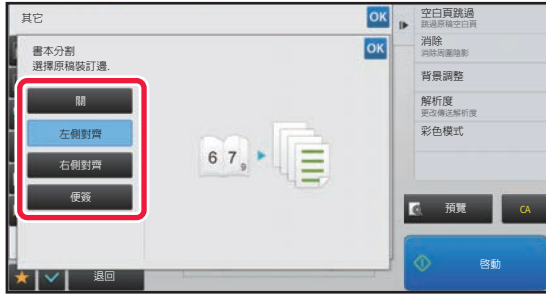 其它
OK
書本分割
選擇原稿裝訂邊.
OK
關
左側對齊
右側對齊
便簽
6 7
9
退回
空白頁跳過
跳過原稿空白頁
消除
消除周圍陰影
背景調整
解析度
更改傳送解析度
彩色模式
預覽
CA
啓動